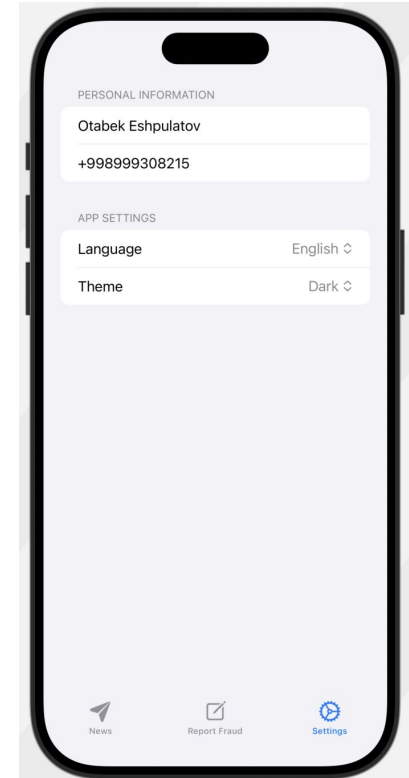 PERSONAL INFORMATION
Otabek Eshpulatov
+998999308215
APP SETTINGS
Language English
Theme Dark
News Report Fraud Settings